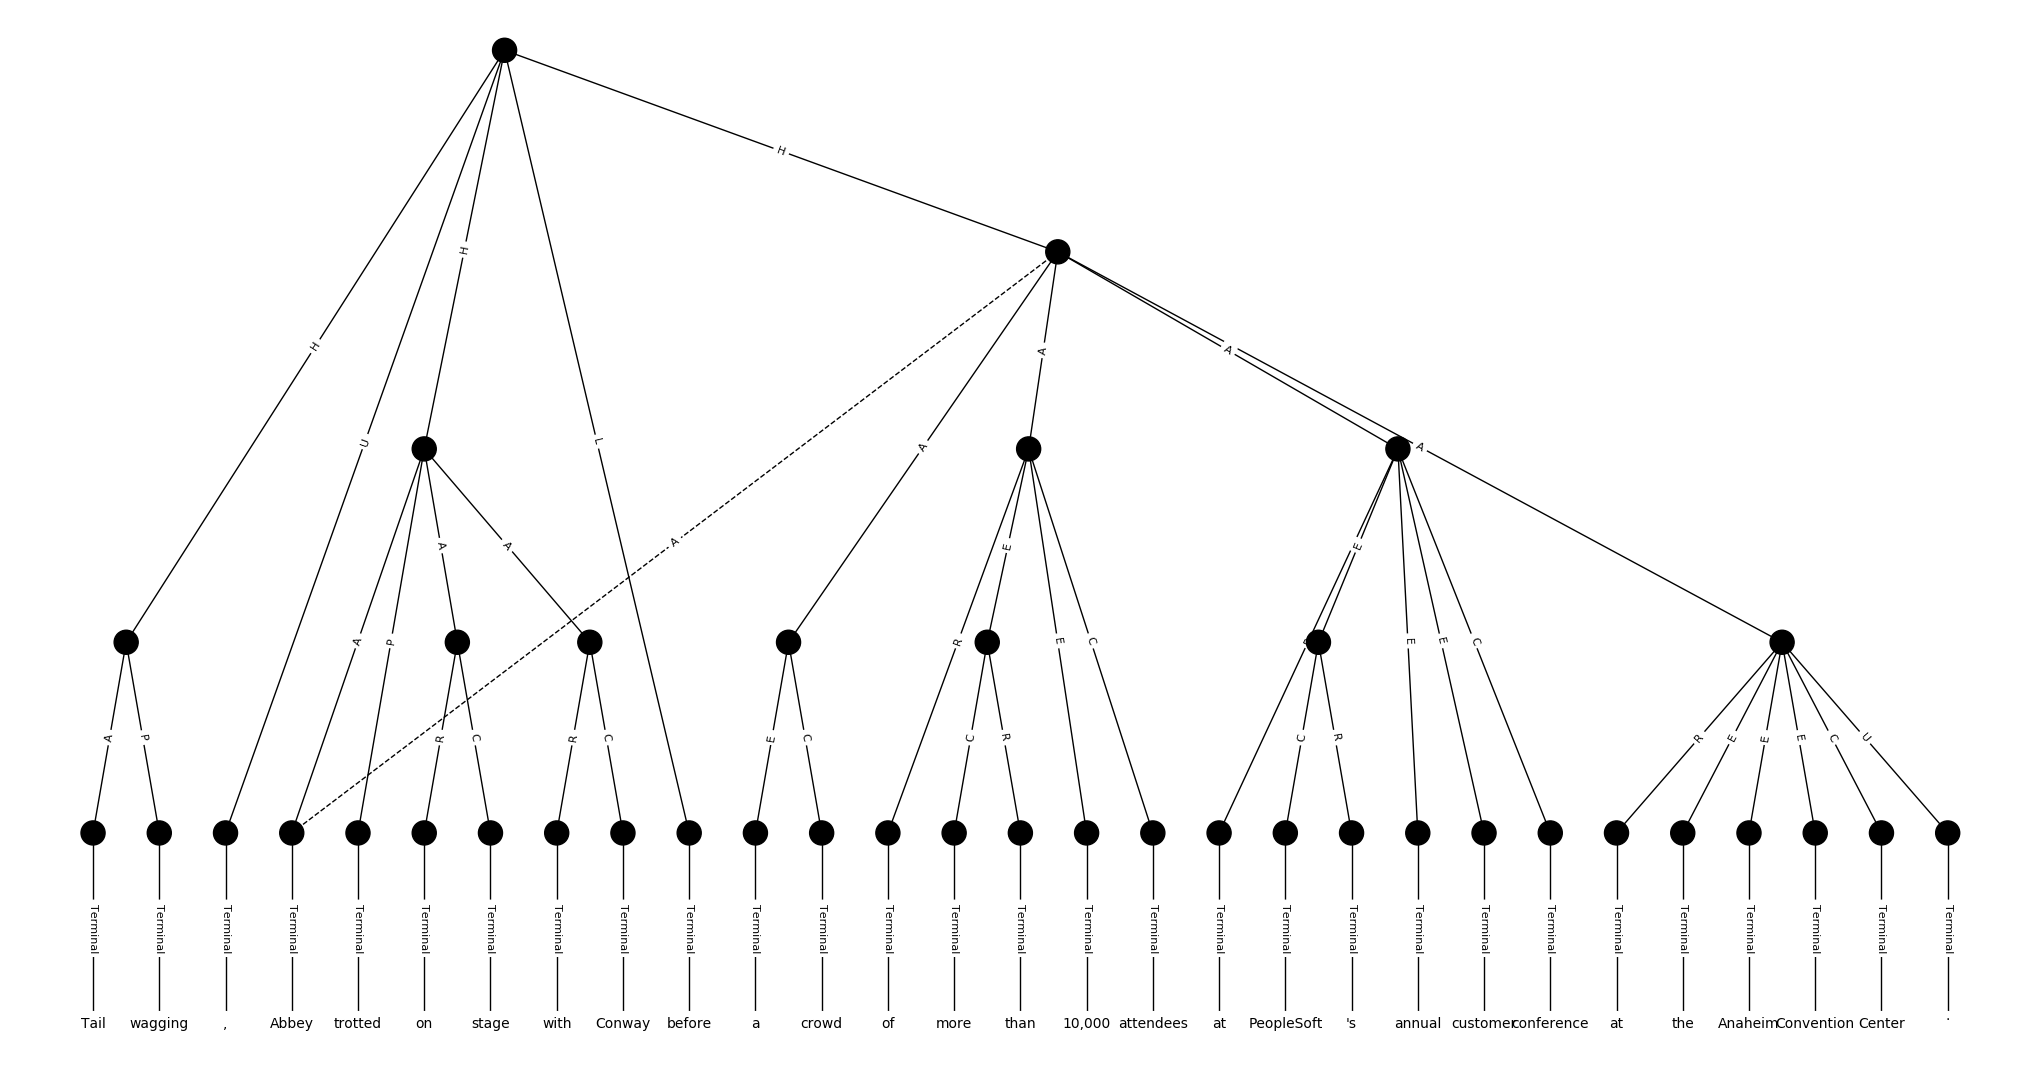 H
H
H
A
A
H
U
L
A
A
A
A
A
E
E
A
A
P
R
E
E
C
E
E
C
A
P
R
C
R
C
E
C
C
R
C
R
R
E
E
E
C
U
Terminal Terminal Terminal Terminal Terminal Terminal Terminal Terminal Terminal Terminal Terminal Terminal Terminal Terminal Terminal Terminal Terminal Terminal Terminal Terminal Terminal Terminal Terminal Terminal Terminal Terminal Terminal Terminal Terminal
Tail wagging , Abbey trotted on stage with Conway before a crowd of more than 10,000 attendees at PeopleSoft 's annual customer conference at the Anaheim Convention Center .